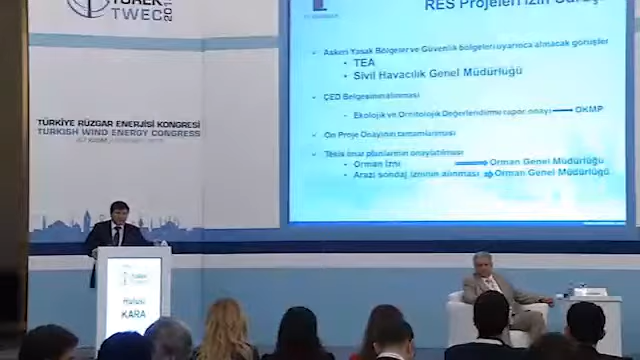 TÜREK
TWEC
RES Projeleri İzin Süreci
Askeri Yasak Bölgeler ve Güvenlik bölgeleri uyarınca alınacak görüşler
TEA
Sivil Havacılık Genel Müdürlüğü
ÇED Belgesinin alınması
Ekolojik ve Ornitolojik Değerlendirme rapor onayı OKMP
Ön Proje Onayının tamamlanması
Tesis imar planlarının onaylatılması
Orman İzni Orman Genel Müdürlüğü
Arazi sondaj izninin alınması Orman Genel Müdürlüğü
TÜRKİYE RÜZGAR ENERJİSİ KONGRESİ
TURKISH WIND ENERGY CONGRESS
Hulusi
KARA